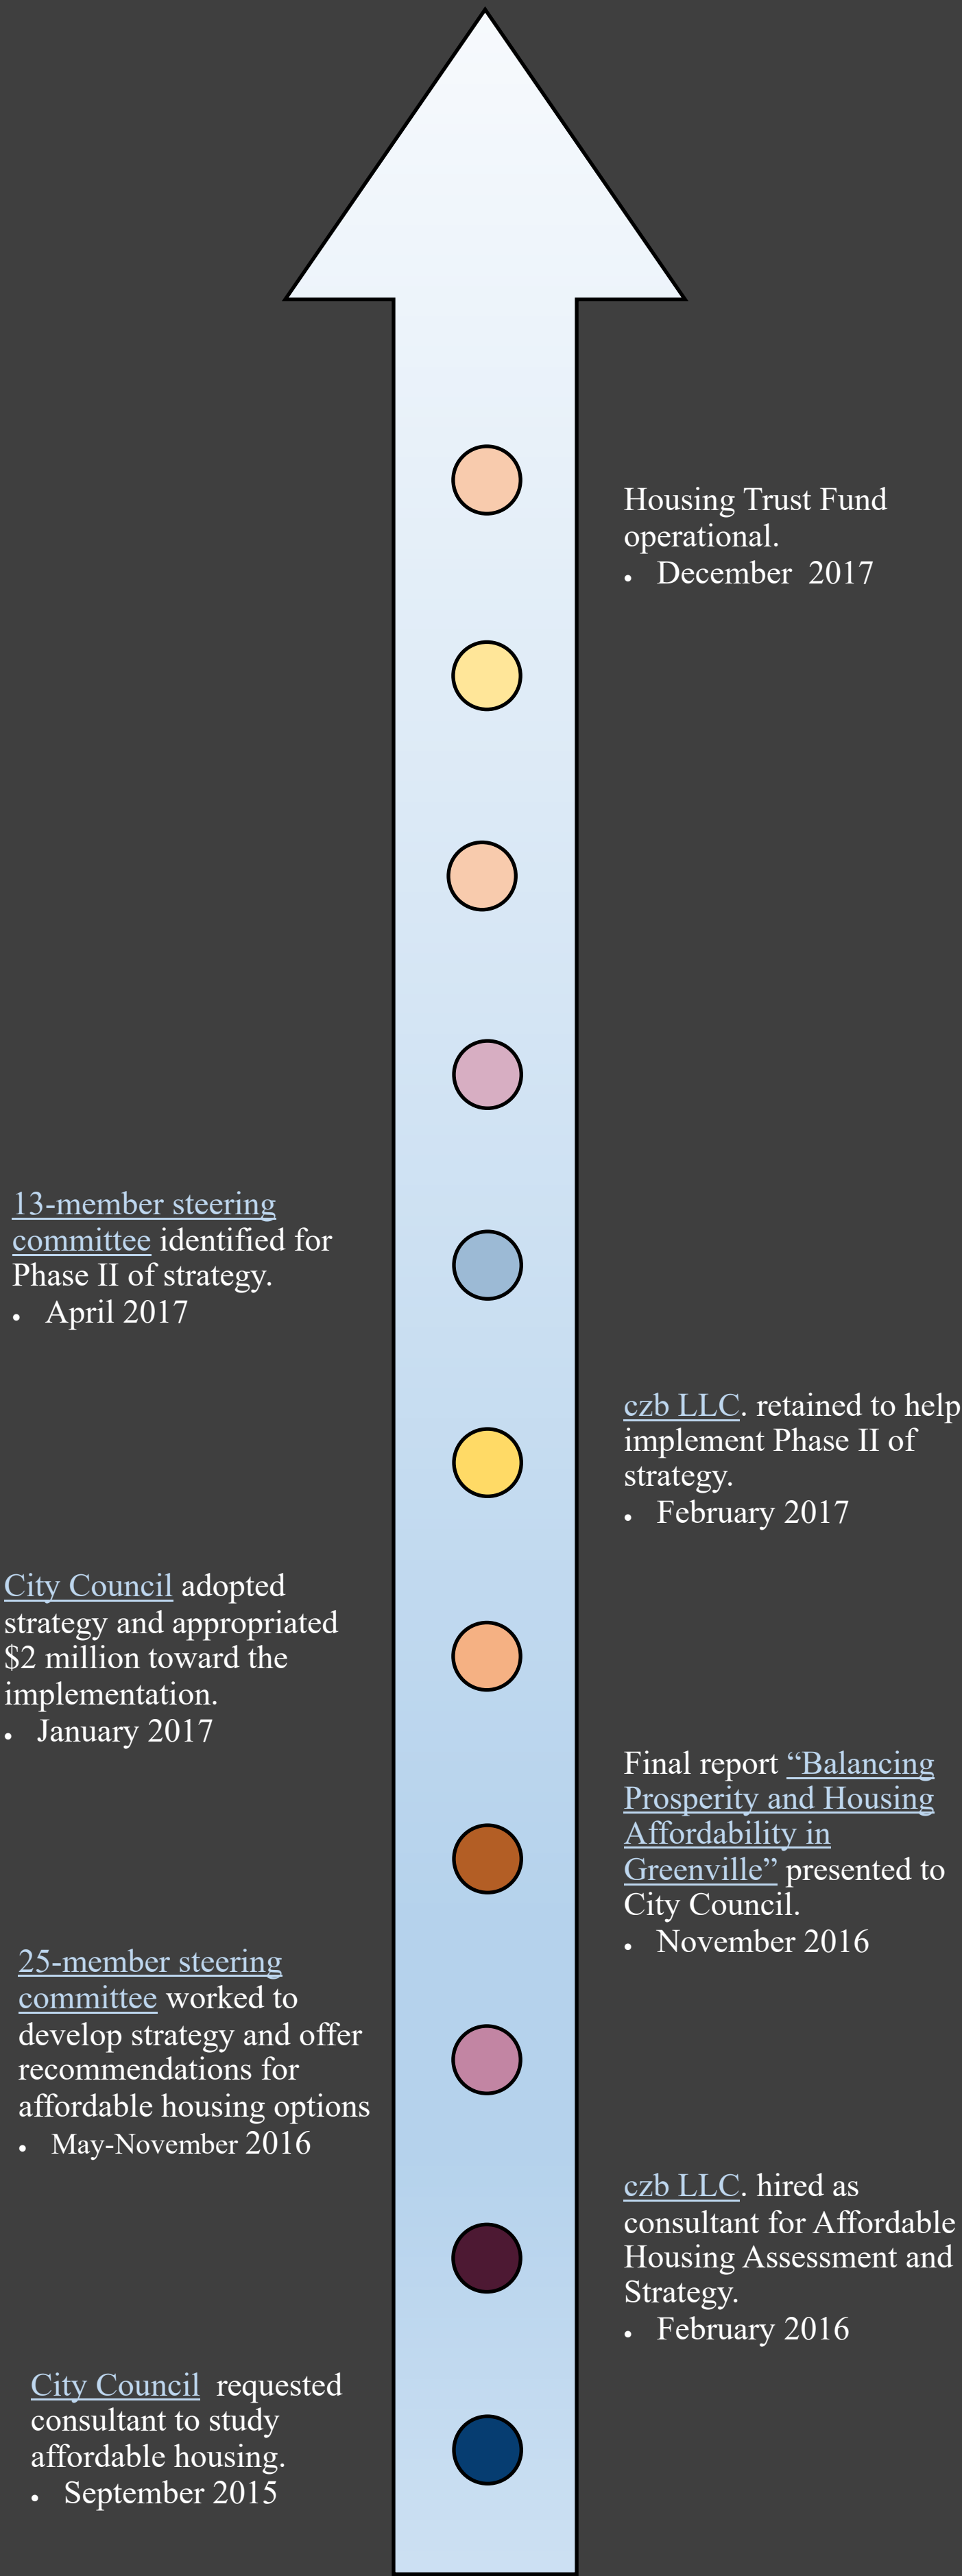 Housing Trust Fund
operational.
• December  2017
13-member steering
committee identified for
Phase II of strategy.
• April 2017
czb LLC. retained to help
implement Phase II of
strategy.
• February 2017
City Council adopted
strategy and appropriated
$2 million toward the
implementation.
• January 2017
Final report “Balancing
Prosperity and Housing
Affordability in
Greenville” presented to
City Council.
• November 2016
25-member steering
committee worked to
develop strategy and offer
recommendations for
affordable housing options
• May-November 2016
czb LLC. hired as
consultant for Affordable
Housing Assessment and
Strategy.
• February 2016
City Council  requested
consultant to study
affordable housing.
• September 2015